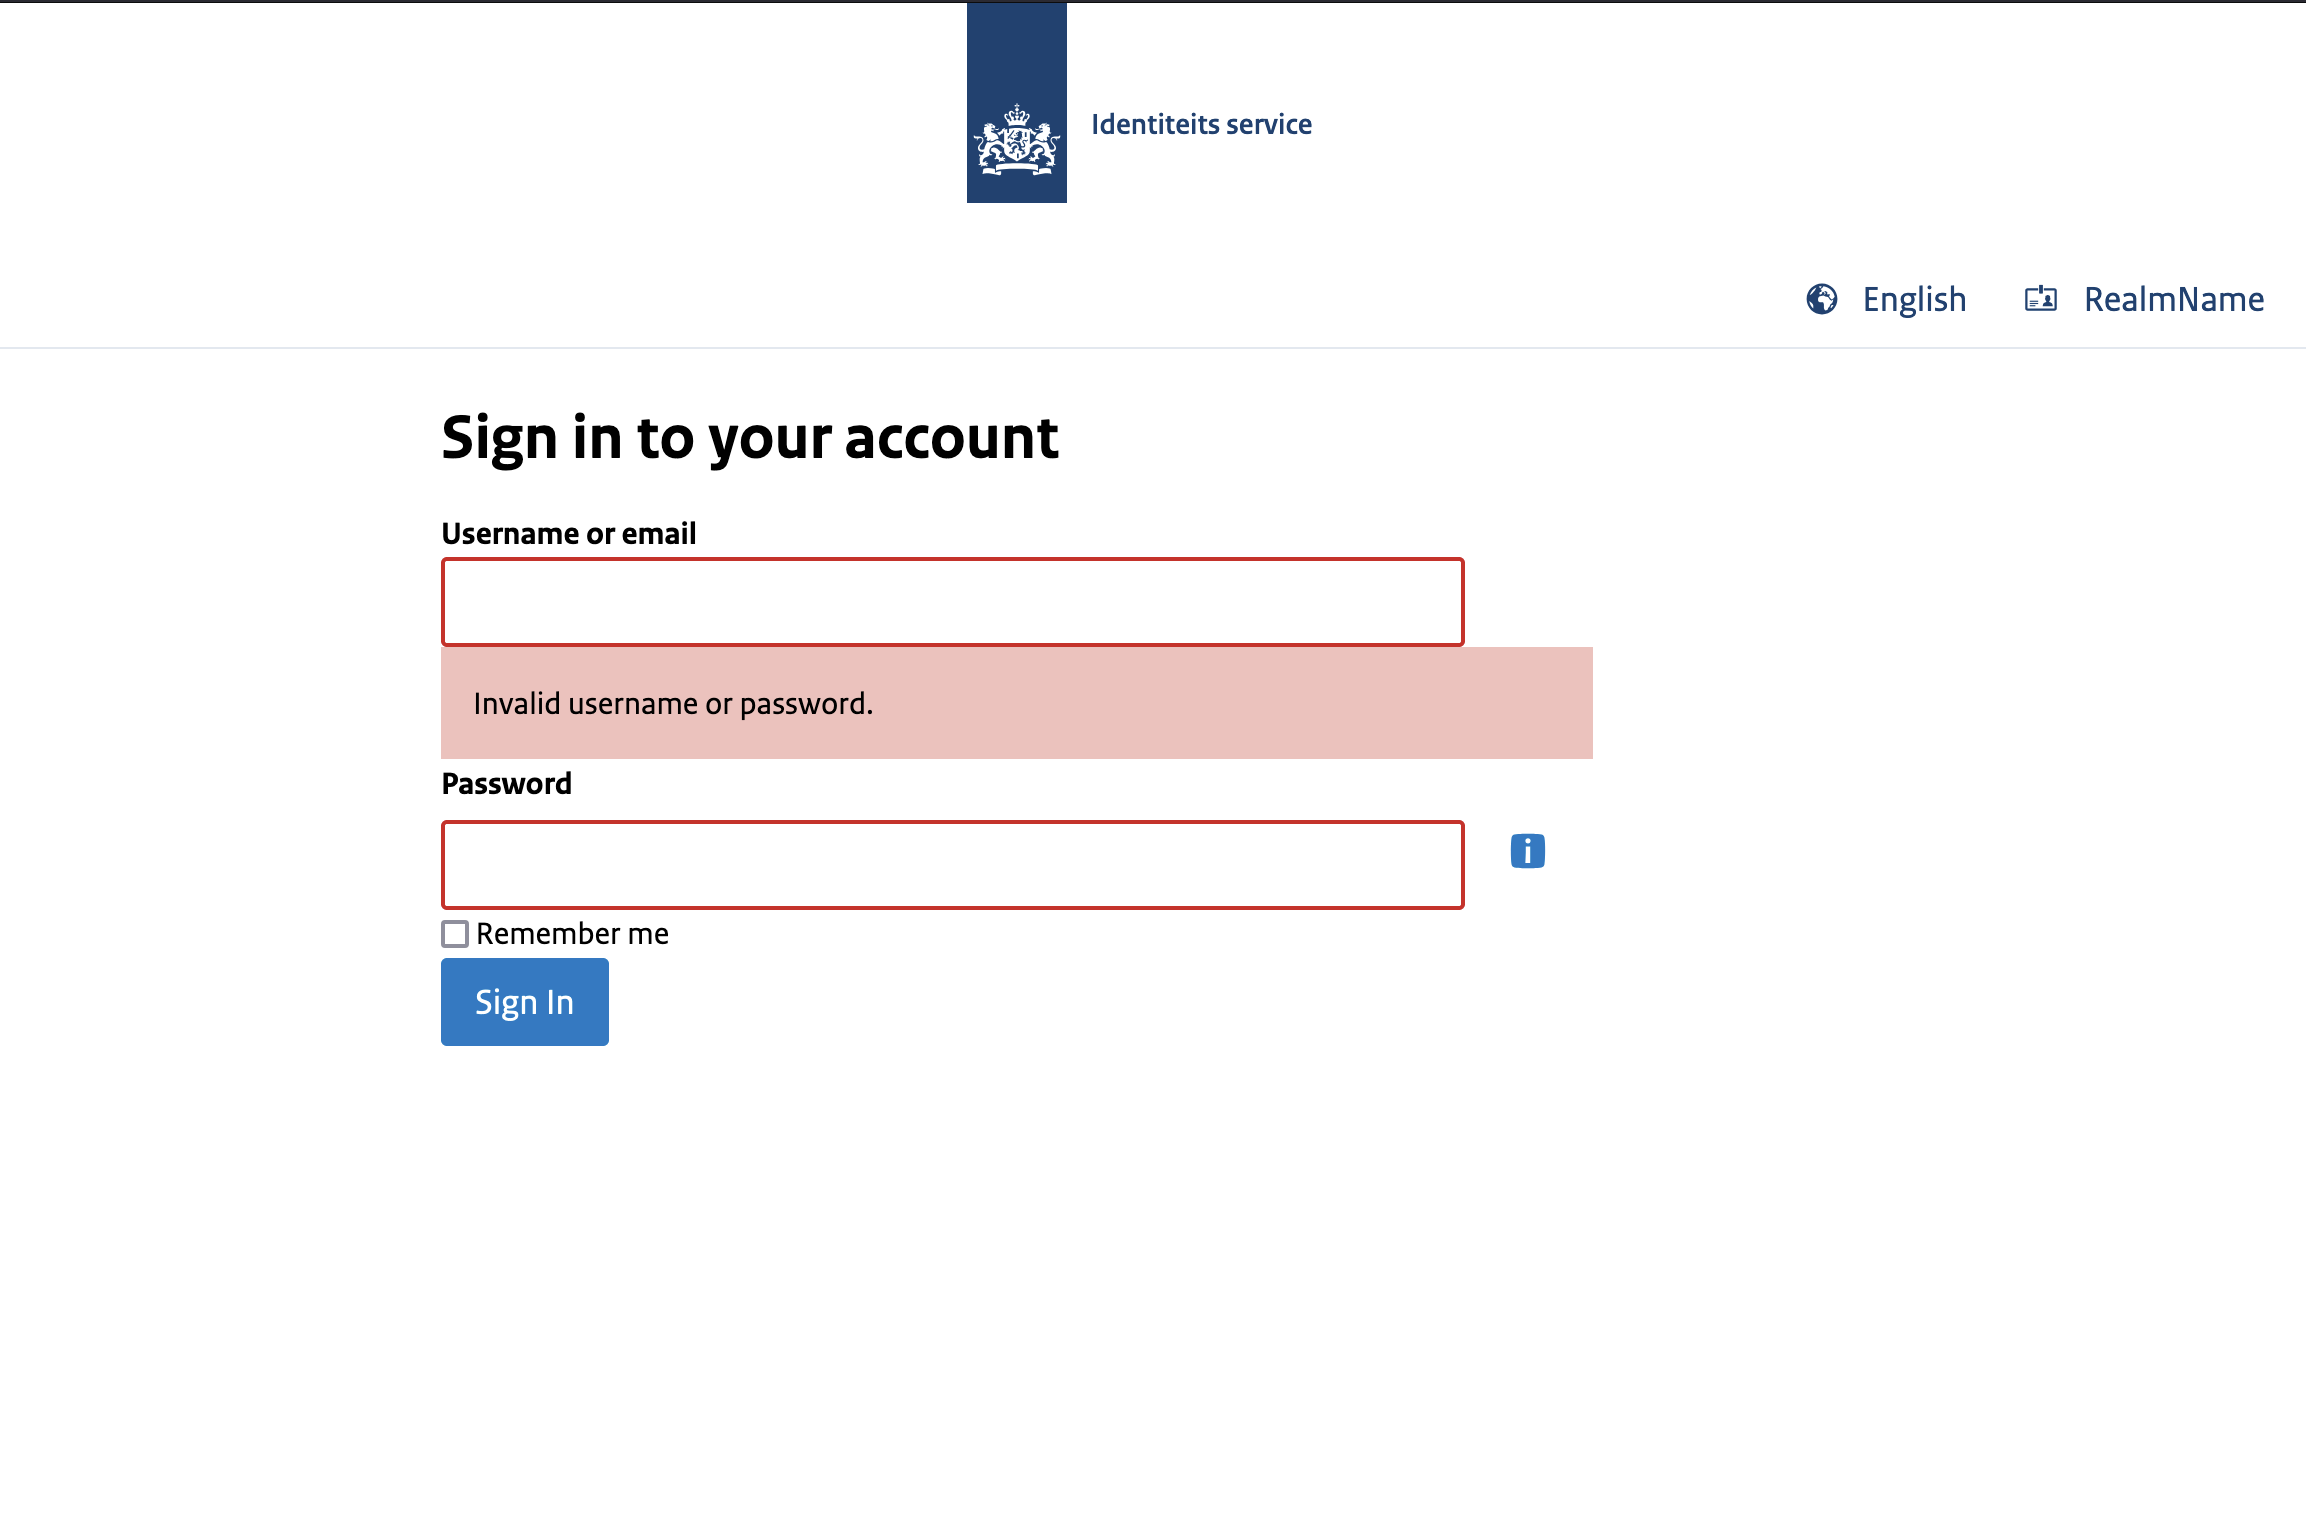 Identiteits service
English RealmName
Sign in to your account
Username or email
Invalid username or password.
Password
i
Remember me
Sign In